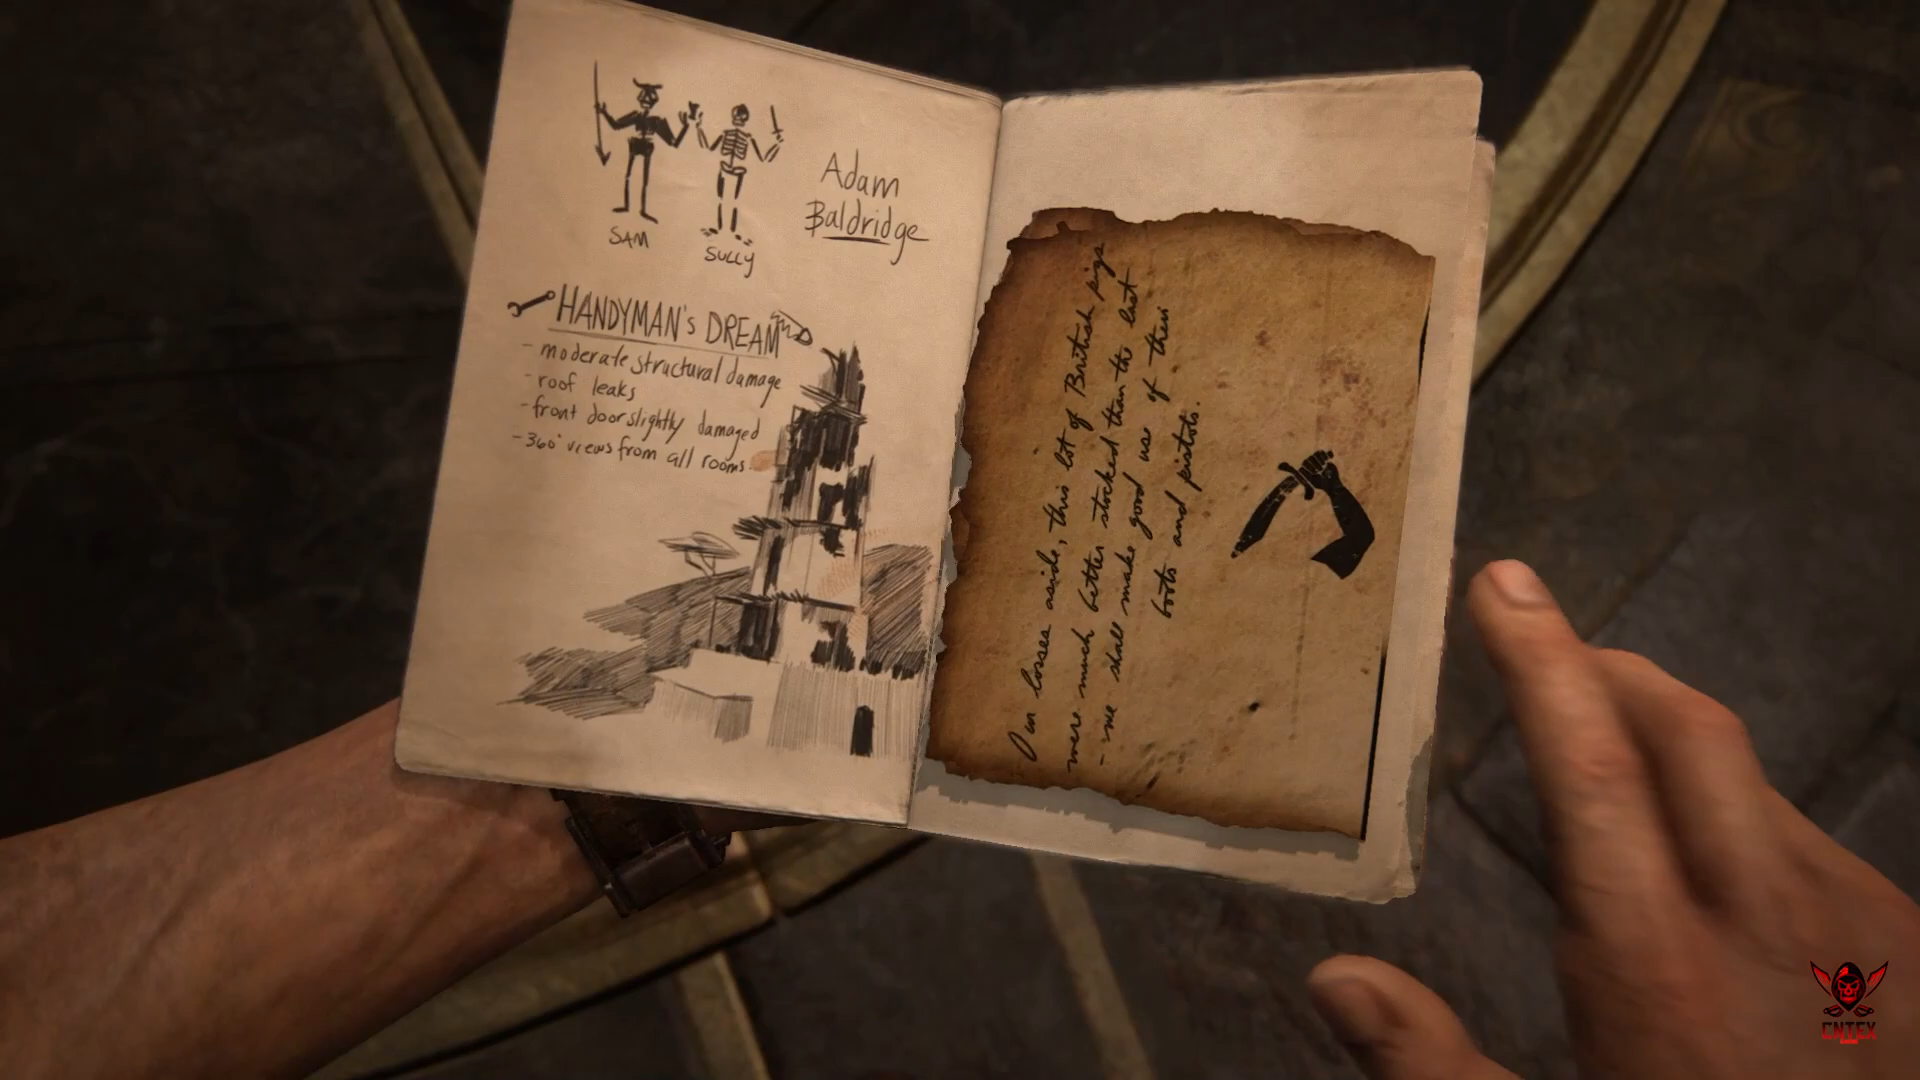 SAM
SULLY
Adam
Baldridge
HANDYMAN'S DREAM
- moderate structural damage
- roof leaks
- front door slightly damaged
- 360° views from all rooms
Our losses aside, this lot of British pigs
were much better stocked than the last
- we shall make good use of their
boots and pistols.
CNTFX